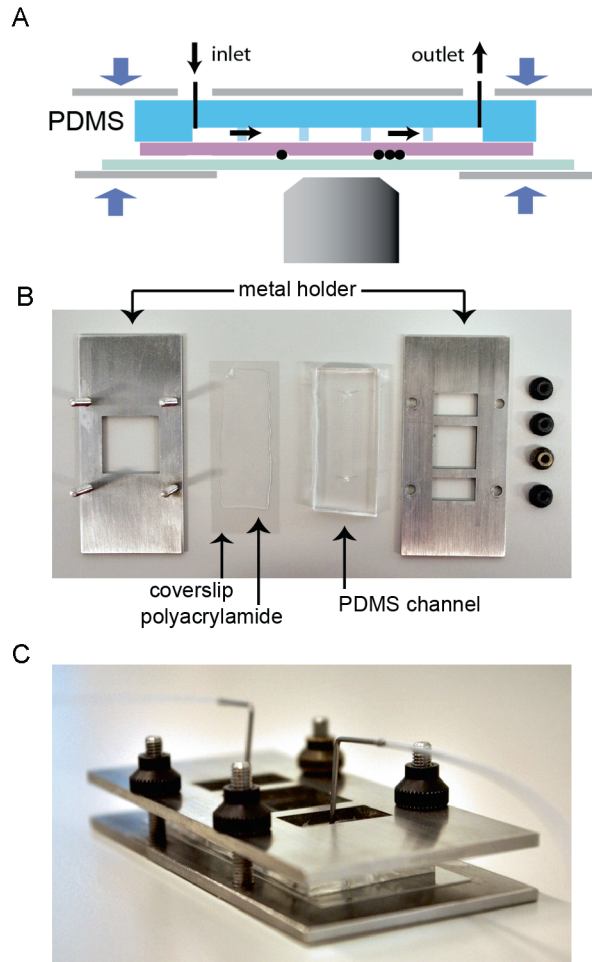 A
inlet
outlet
PDMS
B
metal holder
coverslip
polyacrylamide
PDMS channel
C